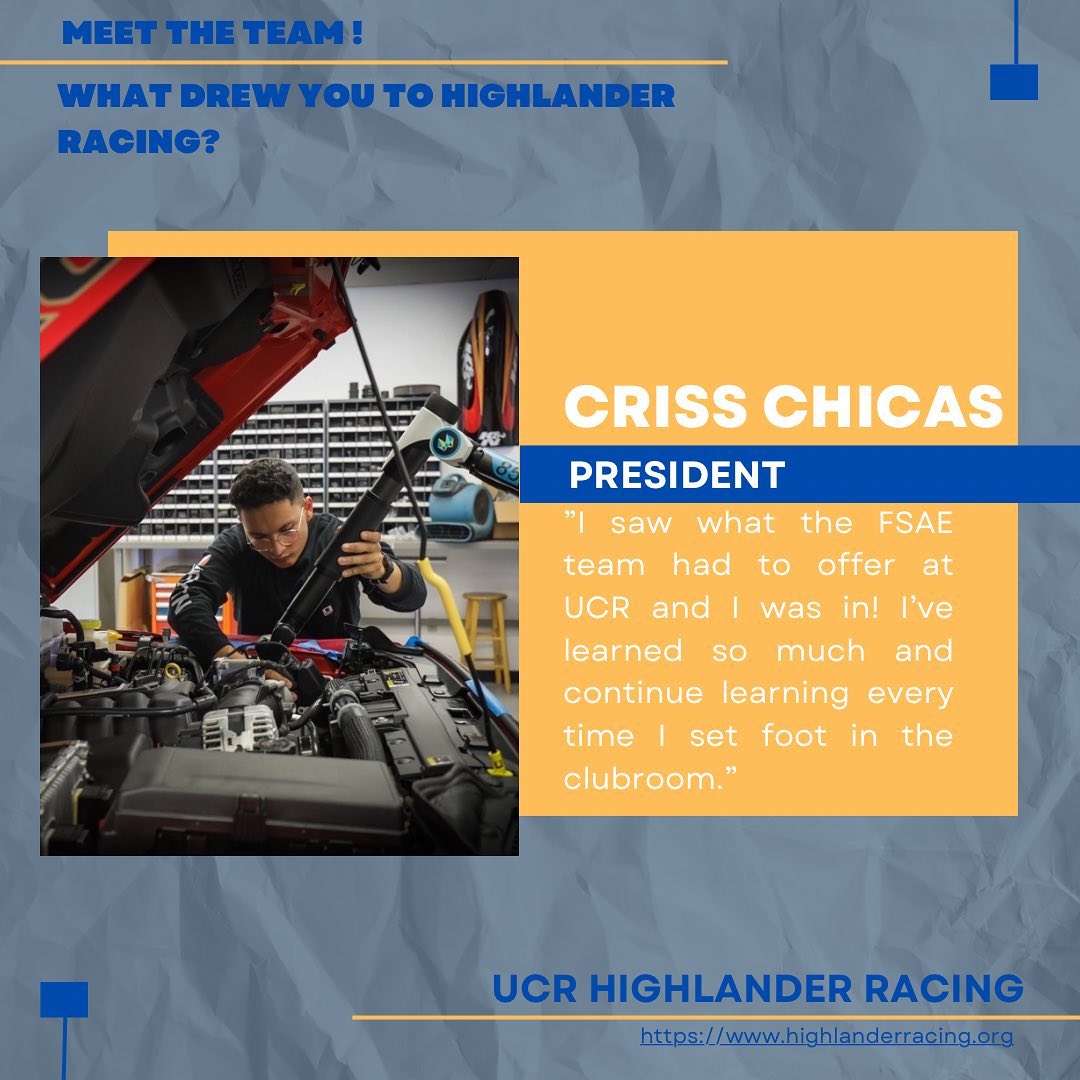 MEET THE TEAM !
WHAT DREW YOU TO HIGHLANDER
RACING?
CRISS CHICAS
PRESIDENT
"I saw what the FSAE
team had to offer at
UCR and I was in! I've
learned so much and
continue learning every
time I set foot in the
clubroom."
85
UCR HIGHLANDER RACING
https://www.highlanderracing.org